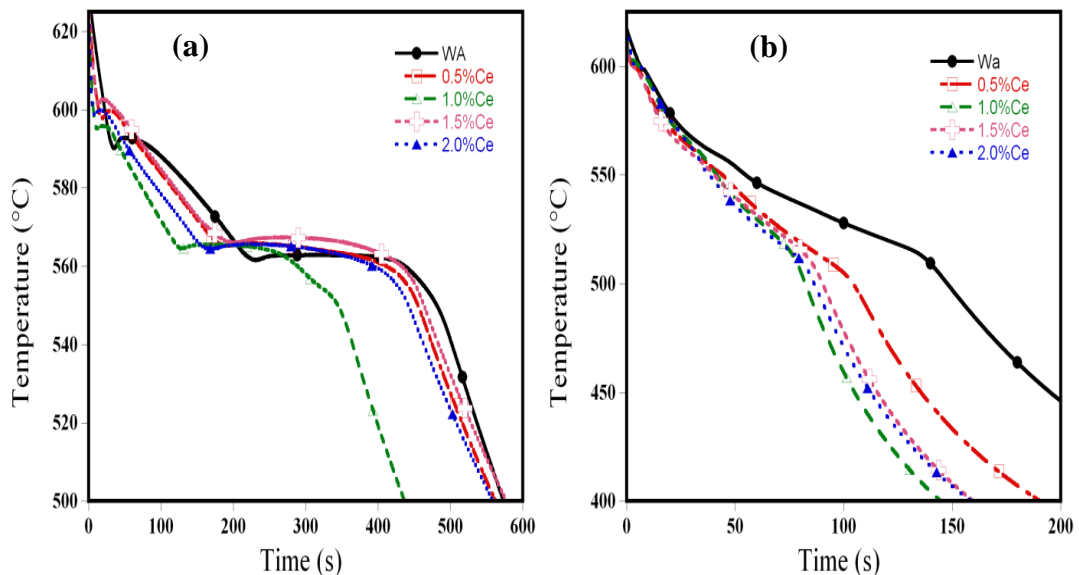 (a)
WA
0.5%Ce
1.0%Ce
1.5%Ce
2.0%Ce
Temperature (°C)
620
600
580
560
540
520
500
0 100 200 300 400 500 600
Time (s)
(b)
Wa
0.5%Ce
1.0%Ce
1.5%Ce
2.0%Ce
Temperature (°C)
600
550
500
450
400
0 50 100 150 200
Time (s)